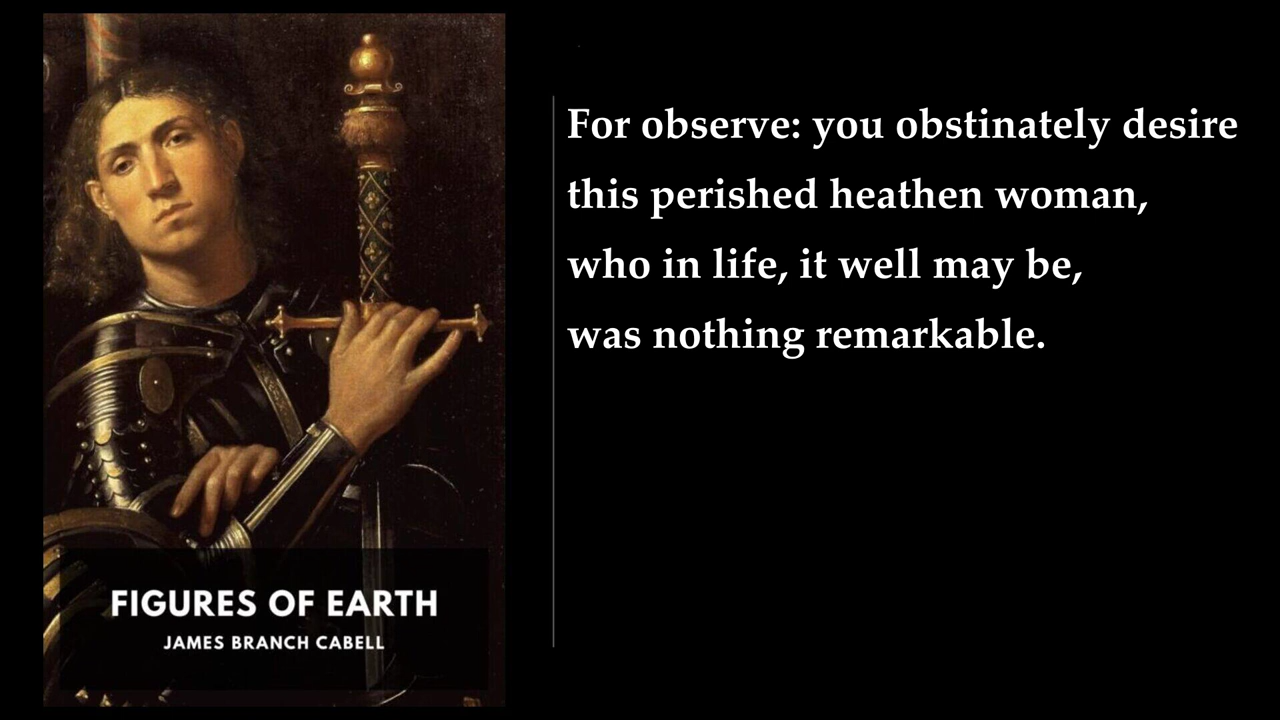 For observe: you obstinately desire
this perished heathen woman,
who in life, it well may be,
was nothing remarkable.
FIGURES OF EARTH
JAMES BRANCH CABELL